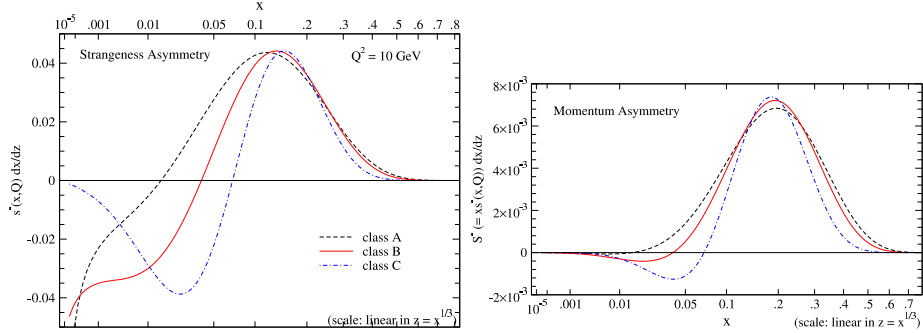 x
10⁻⁵ .001 0.01 0.05 0.1 .2 .3 .4 .5 .6 .7 .8
Strangeness Asymmetry
Q² = 10 GeV
0.04
0.02
0
-0.02
-0.04
s⁻(x,Q) dx/dz
class A
class B
class C
(scale: linear in z = x^1/3)
Momentum Asymmetry
8×10⁻³
6×10⁻³
4×10⁻³
2×10⁻³
0
-2×10⁻³
S⁻ (= x s⁻(x,Q)) dx/dz
10⁻⁵ .001 0.01 0.05 0.1 .2 .3 .4 .5 .6 .7
x
(scale: linear in z = x^1/3)